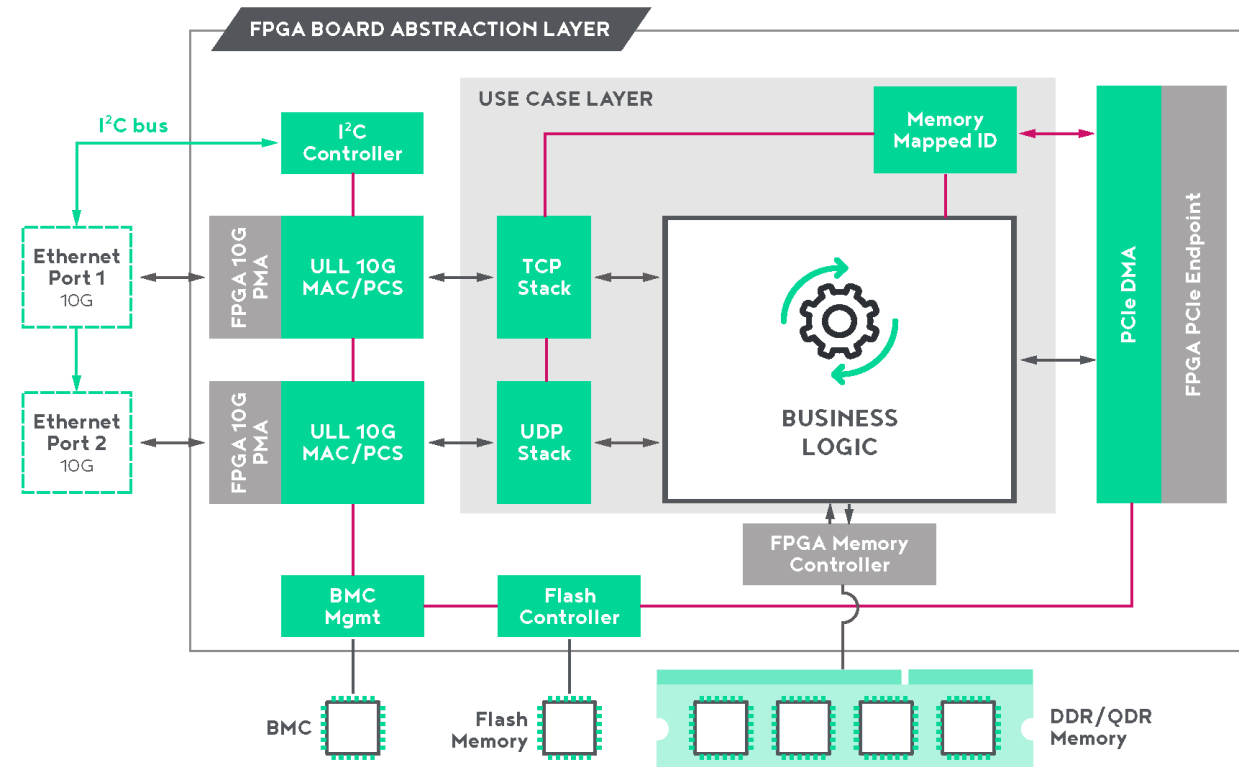 FPGA BOARD ABSTRACTION LAYER
USE CASE LAYER
I²C bus
I²C
Controller
Memory
Mapped ID
Ethernet
Port 1
10G
FPGA 10G
PMA
ULL 10G
MAC/PCS
TCP
Stack
Ethernet
Port 2
10G
FPGA 10G
PMA
ULL 10G
MAC/PCS
UDP
Stack
BUSINESS
LOGIC
PCIe DMA
FPGA PCIe Endpoint
FPGA Memory
Controller
BMC
Mgmt
Flash
Controller
BMC
Flash
Memory
DDR/QDR
Memory